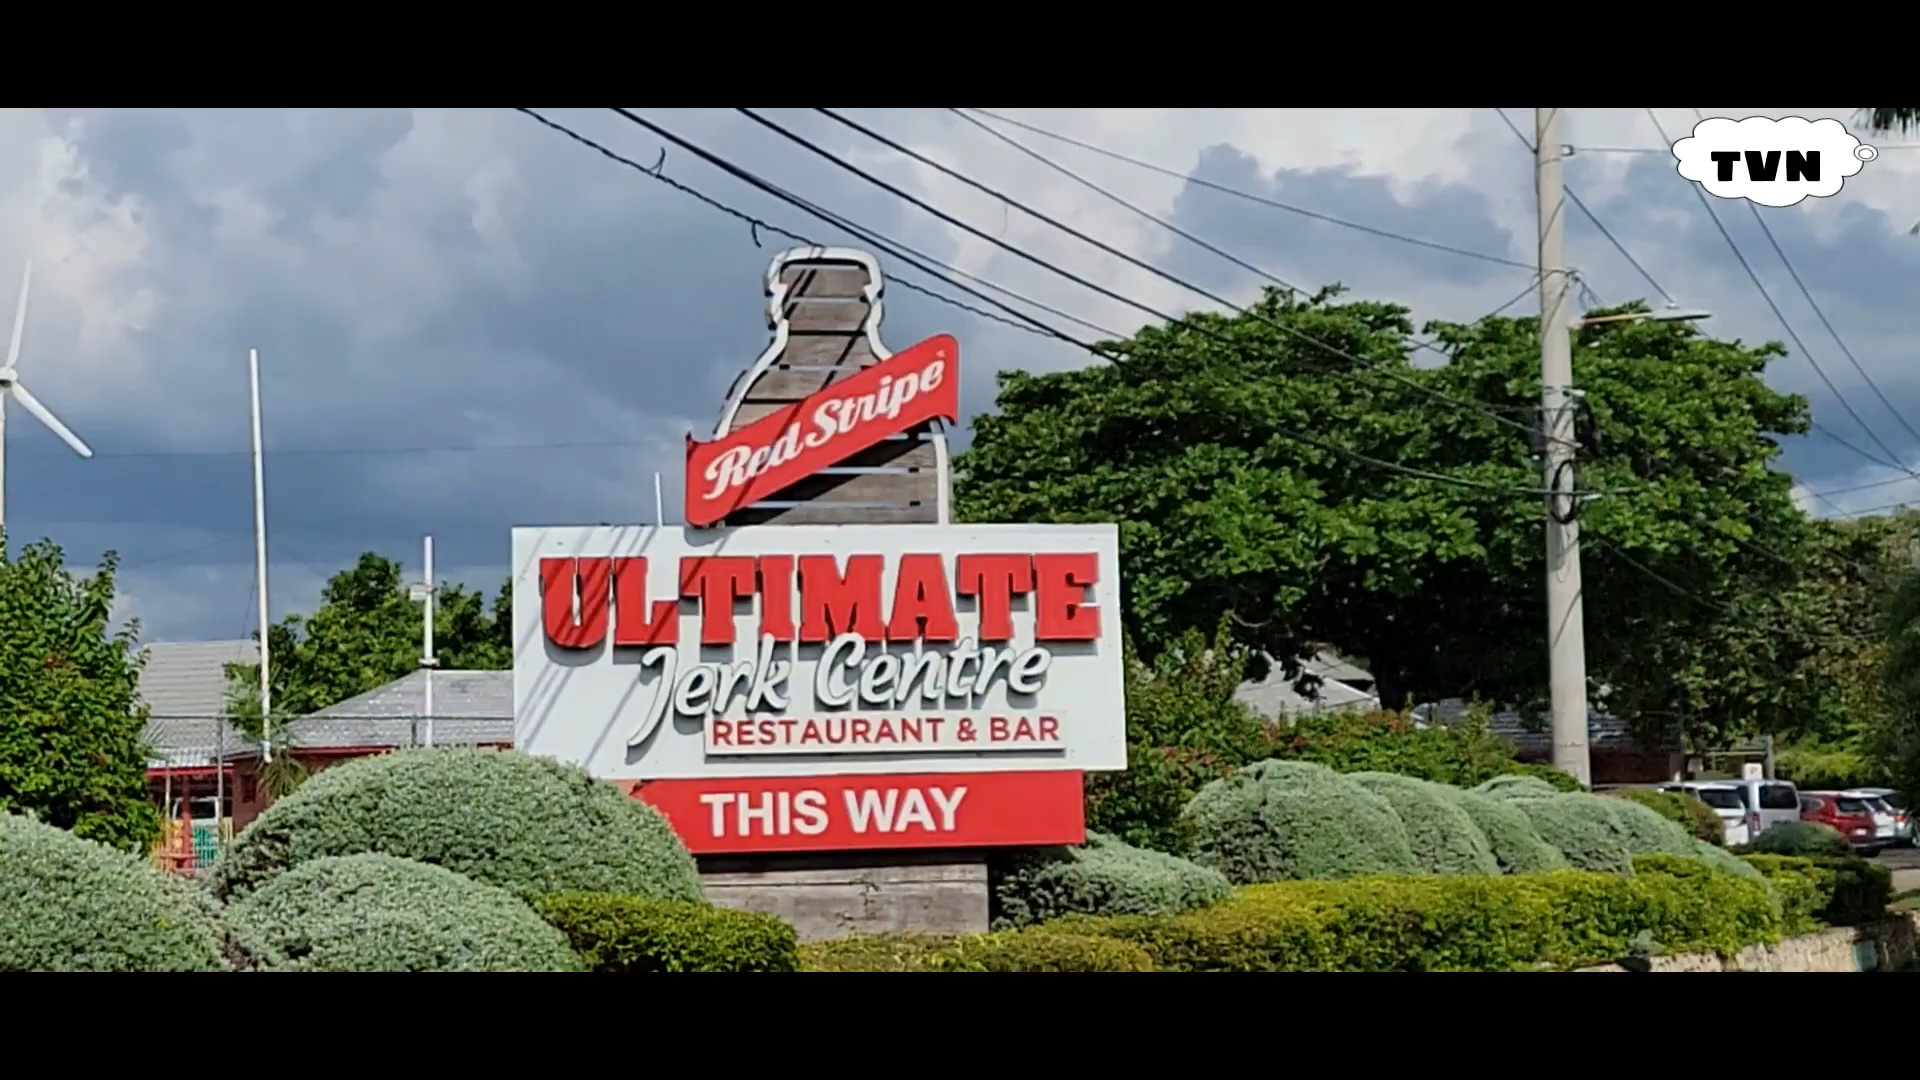 TVN
Red Stripe
ULTIMATE
Jerk Centre
RESTAURANT & BAR
THIS WAY